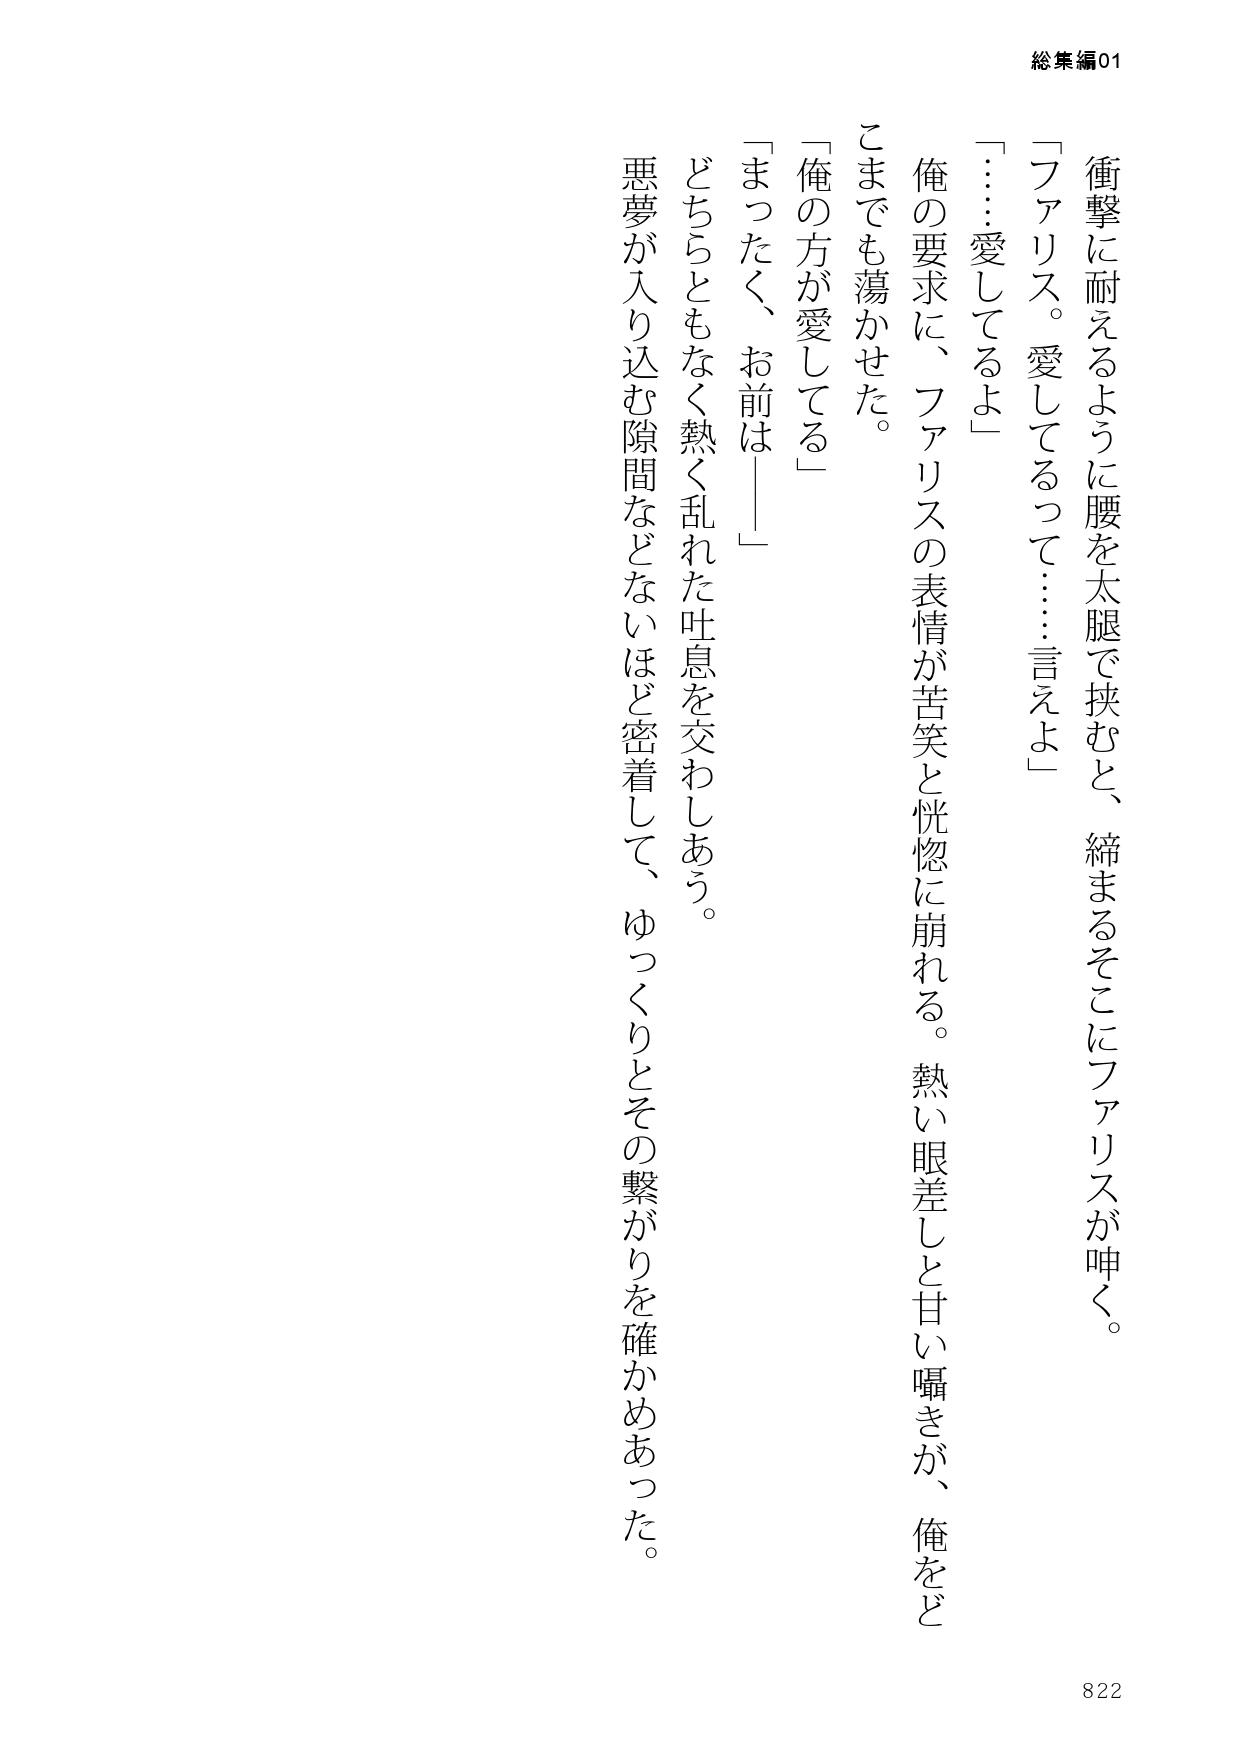 総集編01
衝撃に耐えるように腰を太腿で挟むと、締まるそこにファリスが呻く。
「ファリス。愛してるって……言えよ」
「……愛してるよ」
俺の要求に、ファリスの表情が苦笑と恍惚に崩れる。熱い眼差しと甘い囁きが、俺をど
こまでも蕩かせた。
「俺の方が愛してる」
「まったく、お前は――」
どちらともなく熱く乱れた吐息を交わしあう。
悪夢が入り込む隙間などないほど密着して、ゆっくりとその繋がりを確かめあった。
822